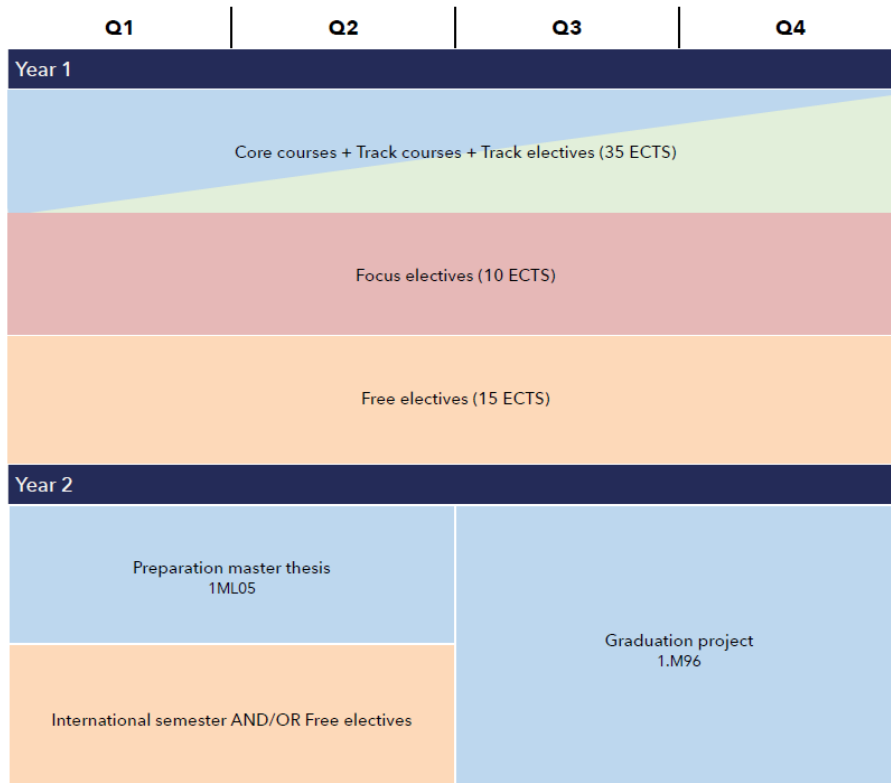 Q1 Q2 Q3 Q4
Year 1
Core courses + Track courses + Track electives (35 ECTS)
Focus electives (10 ECTS)
Free electives (15 ECTS)
Year 2
Preparation master thesis
1ML05
Graduation project
1.M96
International semester AND/OR Free electives